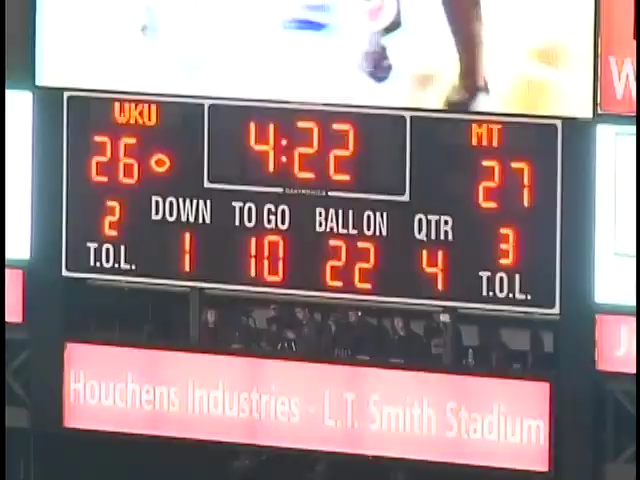 WKU 4:22 MT
26 27
2 DOWN TO GO BALL ON QTR 3
T.O.L. 1 10 22 4 T.O.L.
Houchens Industries - L.T. Smith Stadium
W
J